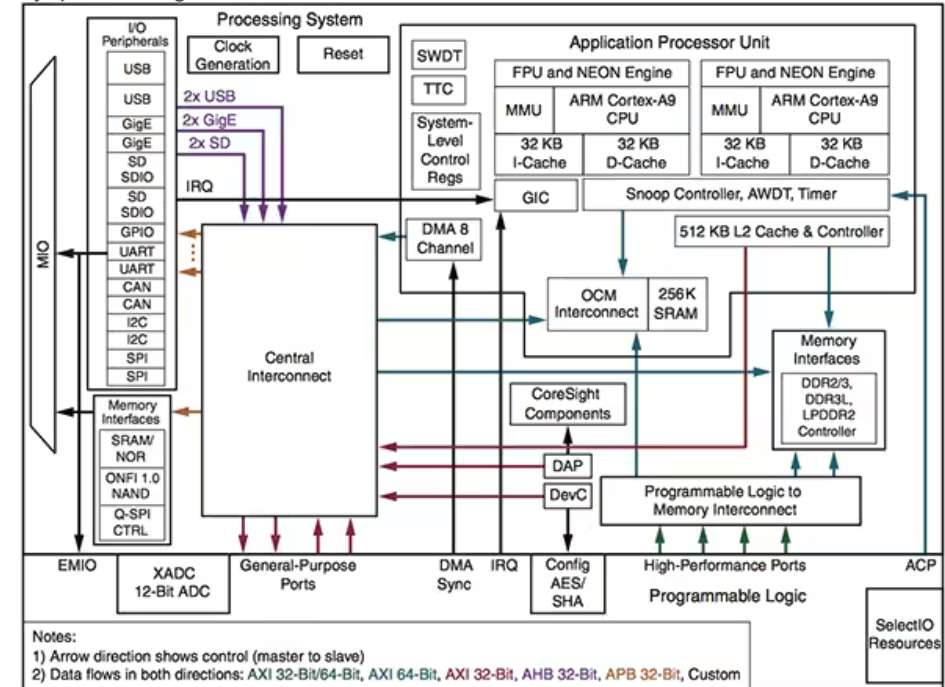 Processing System
I/O
Peripherals
USB
USB
GigE
GigE
SD
SDIO
SD
SDIO
GPIO
UART
UART
CAN
CAN
I2C
I2C
SPI
SPI
MIO
Memory
Interfaces
SRAM/
NOR
ONFI 1.0
NAND
Q-SPI
CTRL
Clock
Generation
Reset
2x USB
2x GigE
2x SD
IRQ
Central
Interconnect
SWDT
TTC
System-
Level
Control
Regs
Application Processor Unit
FPU and NEON Engine
MMU
ARM Cortex-A9
CPU
32 KB
I-Cache
32 KB
D-Cache
FPU and NEON Engine
MMU
ARM Cortex-A9
CPU
32 KB
I-Cache
32 KB
D-Cache
GIC
Snoop Controller, AWDT, Timer
DMA 8
Channel
512 KB L2 Cache & Controller
OCM
Interconnect
256K
SRAM
Memory
Interfaces
DDR2/3,
DDR3L,
LPDDR2
Controller
CoreSight
Components
DAP
DevC
Programmable Logic to
Memory Interconnect
EMIO
XADC
12-Bit ADC
General-Purpose
Ports
DMA
Sync
IRQ
Config
AES/
SHA
High-Performance Ports
ACP
Programmable Logic
SelectIO
Resources
Notes:
1) Arrow direction shows control (master to slave)
2) Data flows in both directions: AXI 32-Bit/64-Bit, AXI 64-Bit, AXI 32-Bit, AHB 32-Bit, APB 32-Bit, Custom